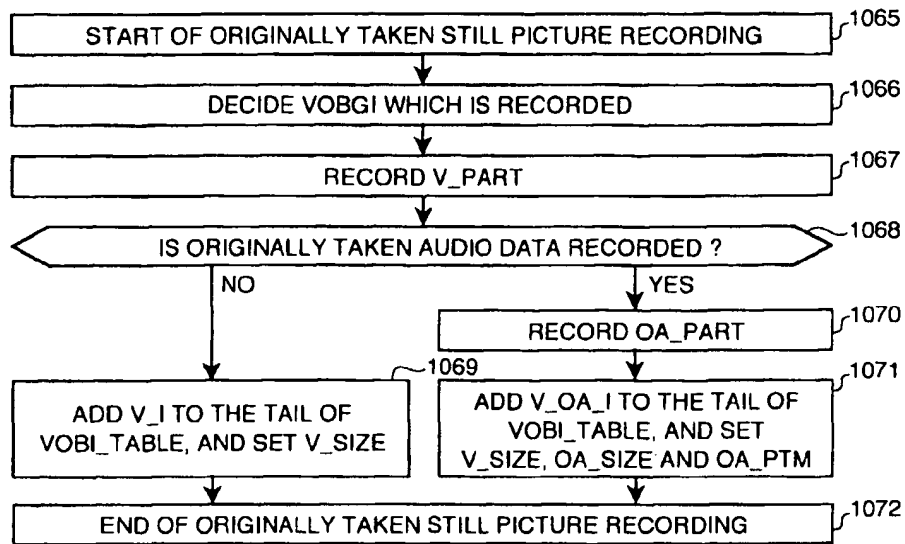 START OF ORIGINALLY TAKEN STILL PICTURE RECORDING
1065
DECIDE VOBGI WHICH IS RECORDED
1066
RECORD V_PART
1067
IS ORIGINALLY TAKEN AUDIO DATA RECORDED ?
1068
NO
YES
RECORD OA_PART
1070
1069
ADD V_I TO THE TAIL OF
VOBI_TABLE, AND SET V_SIZE
1071
ADD V_OA_I TO THE TAIL OF
VOBI_TABLE, AND SET
V_SIZE, OA_SIZE AND OA_PTM
END OF ORIGINALLY TAKEN STILL PICTURE RECORDING
1072